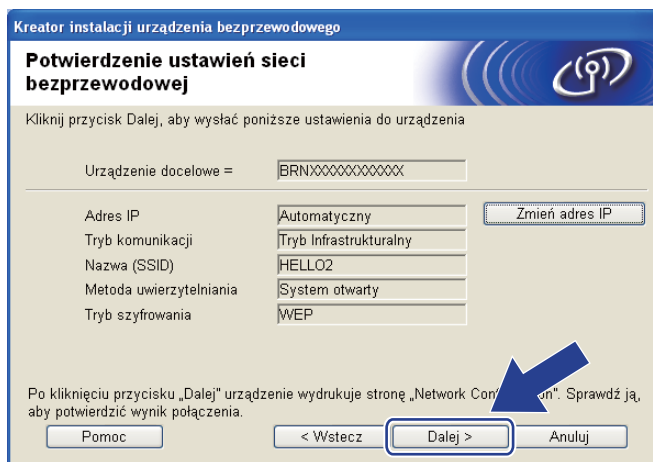 Kreator instalacji urządzenia bezprzewodowego
Potwierdzenie ustawień sieci
bezprzewodowej
Kliknij przycisk Dalej, aby wysłać poniższe ustawienia do urządzenia
Urządzenie docelowe = BRNXXXXXXXXXXXX
Adres IP Automatyczny Zmień adres IP
Tryb komunikacji Tryb Infrastrukturalny
Nazwa (SSID) HELLO2
Metoda uwierzytelniania System otwarty
Tryb szyfrowania WEP
Po kliknięciu przycisku „Dalej" urządzenie wydrukuje stronę „Network Con on". Sprawdź ją,
aby potwierdzić wynik połączenia.
Pomoc < Wstecz Dalej > Anuluj